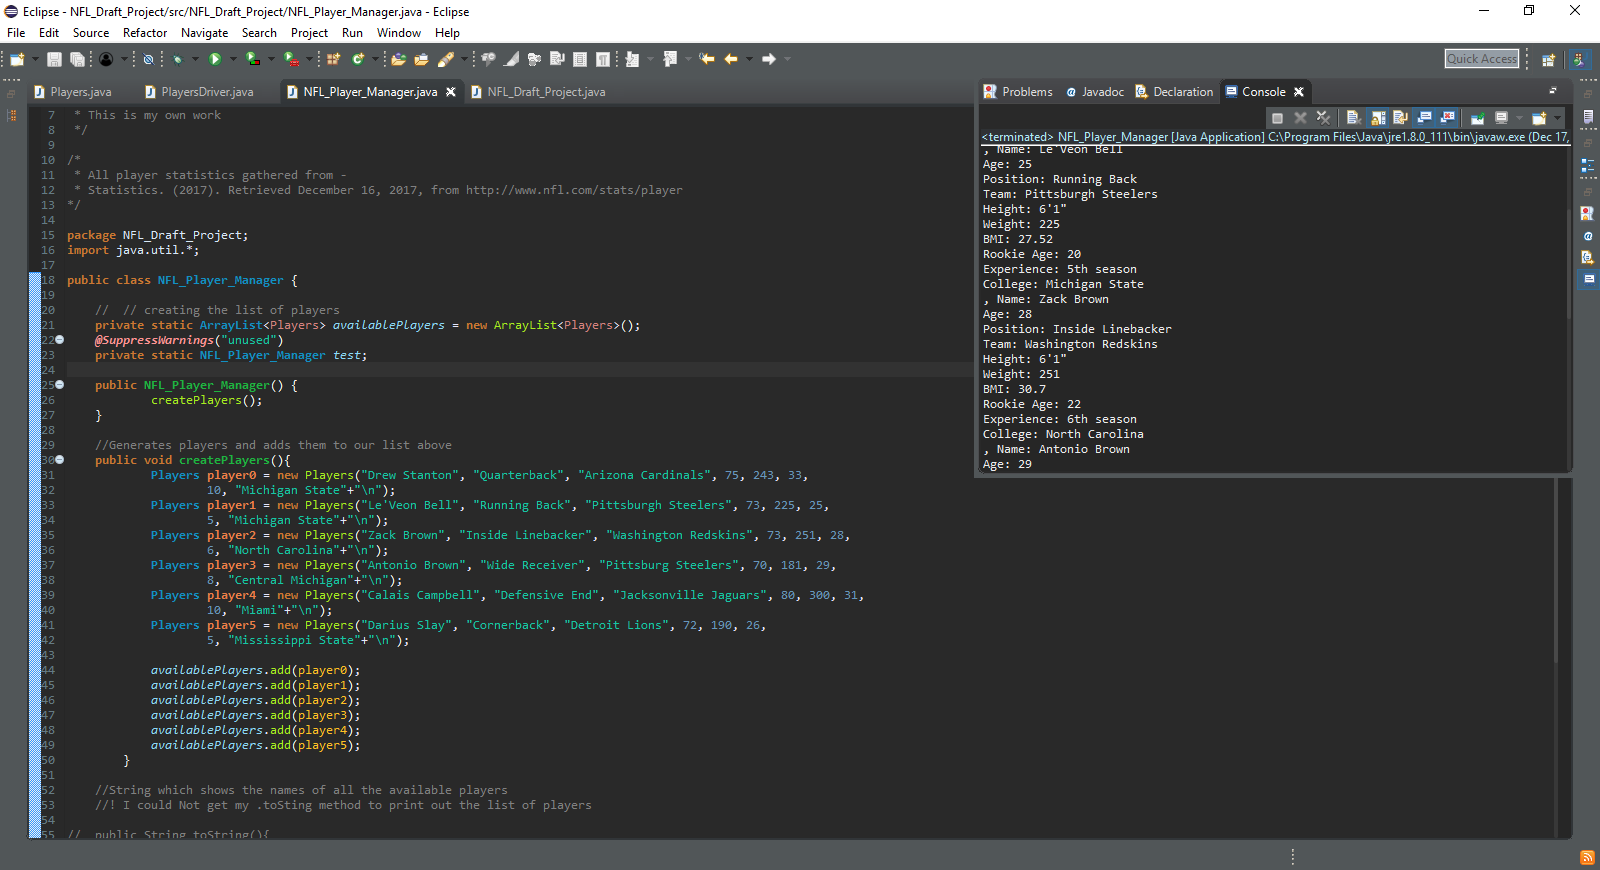 Eclipse - NFL_Draft_Project/src/NFL_Draft_Project/NFL_Player_Manager.java - Eclipse
File Edit Source Refactor Navigate Search Project Run Window Help
Quick Access
Players.java PlayersDriver.java NFL_Player_Manager.java NFL_Draft_Project.java
7 * This is my own work
8 */
9
10 /*
11 * All player statistics gathered from -
12 * Statistics. (2017). Retrieved December 16, 2017, from http://www.nfl.com/stats/player
13 */
14
15 package NFL_Draft_Project;
16 import java.util.*;
17
18 public class NFL_Player_Manager {
19
20 // // creating the list of players
21 private static ArrayList<Players> availablePlayers = new ArrayList<Players>();
22 @SuppressWarnings("unused")
23 private static NFL_Player_Manager test;
24
25 public NFL_Player_Manager() {
26 createPlayers();
27 }
28
29 //Generates players and adds them to our list above
30 public void createPlayers(){
31 Players player0 = new Players("Drew Stanton", "Quarterback", "Arizona Cardinals", 75, 243, 33,
32 10, "Michigan State"+"\n");
33 Players player1 = new Players("Le'Veon Bell", "Running Back", "Pittsburgh Steelers", 73, 225, 25,
34 5, "Michigan State"+"\n");
35 Players player2 = new Players("Zack Brown", "Inside Linebacker", "Washington Redskins", 73, 251, 28,
36 6, "North Carolina"+"\n");
37 Players player3 = new Players("Antonio Brown", "Wide Receiver", "Pittsburg Steelers", 70, 181, 29,
38 8, "Central Michigan"+"\n");
39 Players player4 = new Players("Calais Campbell", "Defensive End", "Jacksonville Jaguars", 80, 300, 31,
40 10, "Miami"+"\n");
41 Players player5 = new Players("Darius Slay", "Cornerback", "Detroit Lions", 72, 190, 26,
42 5, "Mississippi State"+"\n");
43
44 availablePlayers.add(player0);
45 availablePlayers.add(player1);
46 availablePlayers.add(player2);
47 availablePlayers.add(player3);
48 availablePlayers.add(player4);
49 availablePlayers.add(player5);
50 }
51
52 //String which shows the names of all the available players
53 //! I could Not get my .toSting method to print out the list of players
54
55 // public String toString(){
Problems Javadoc Declaration Console
<terminated> NFL_Player_Manager [Java Application] C:\Program Files\Java\jre1.8.0_111\bin\javaw.exe (Dec 17,
, Name: Le'Veon Bell
Age: 25
Position: Running Back
Team: Pittsburgh Steelers
Height: 6'1"
Weight: 225
BMI: 27.52
Rookie Age: 20
Experience: 5th season
College: Michigan State
, Name: Zack Brown
Age: 28
Position: Inside Linebacker
Team: Washington Redskins
Height: 6'1"
Weight: 251
BMI: 30.7
Rookie Age: 22
Experience: 6th season
College: North Carolina
, Name: Antonio Brown
Age: 29